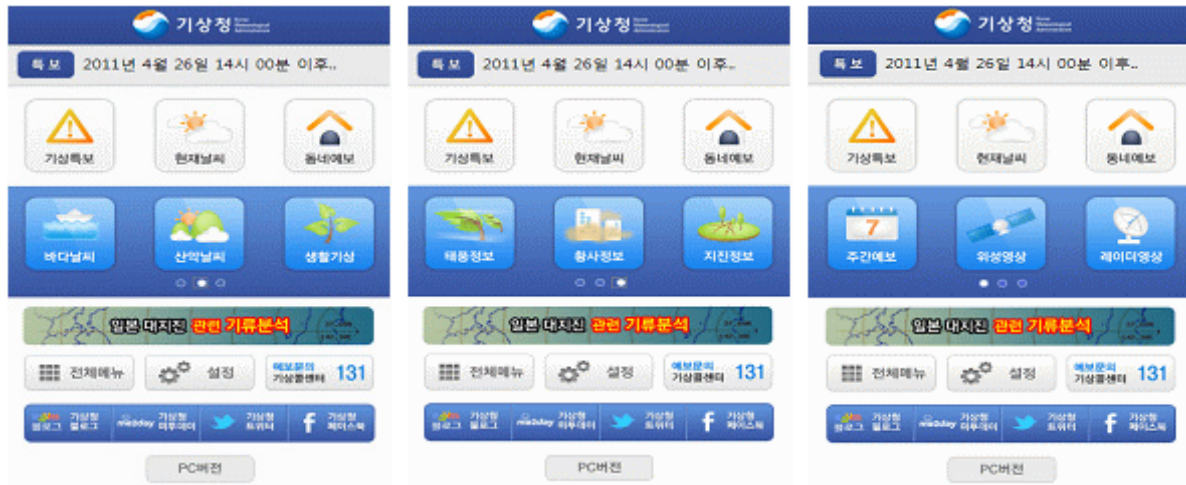 기상청
특보 2011년 4월 26일 14시 00분 이후..
기상특보 현재날씨 동네예보
바다날씨 산악날씨 생활기상
일본 대지진 관련 기류분석
전체메뉴 설정 예보문의 기상콜센터 131
블로그 기상청 블로그 me2day 기상청 미투데이 기상청 트위터 f 기상청 페이스북
PC버전
기상청
특보 2011년 4월 26일 14시 00분 이후..
기상특보 현재날씨 동네예보
태풍정보 황사정보 지진정보
일본 대지진 관련 기류분석
전체메뉴 설정 예보문의 기상콜센터 131
블로그 기상청 블로그 me2day 기상청 미투데이 기상청 트위터 f 기상청 페이스북
PC버전
기상청
특보 2011년 4월 26일 14시 00분 이후..
기상특보 현재날씨 동네예보
7
주간예보 위성영상 레이더영상
일본 대지진 관련 기류분석
전체메뉴 설정 예보문의 기상콜센터 131
블로그 기상청 블로그 me2day 기상청 미투데이 기상청 트위터 f 기상청 페이스북
PC버전